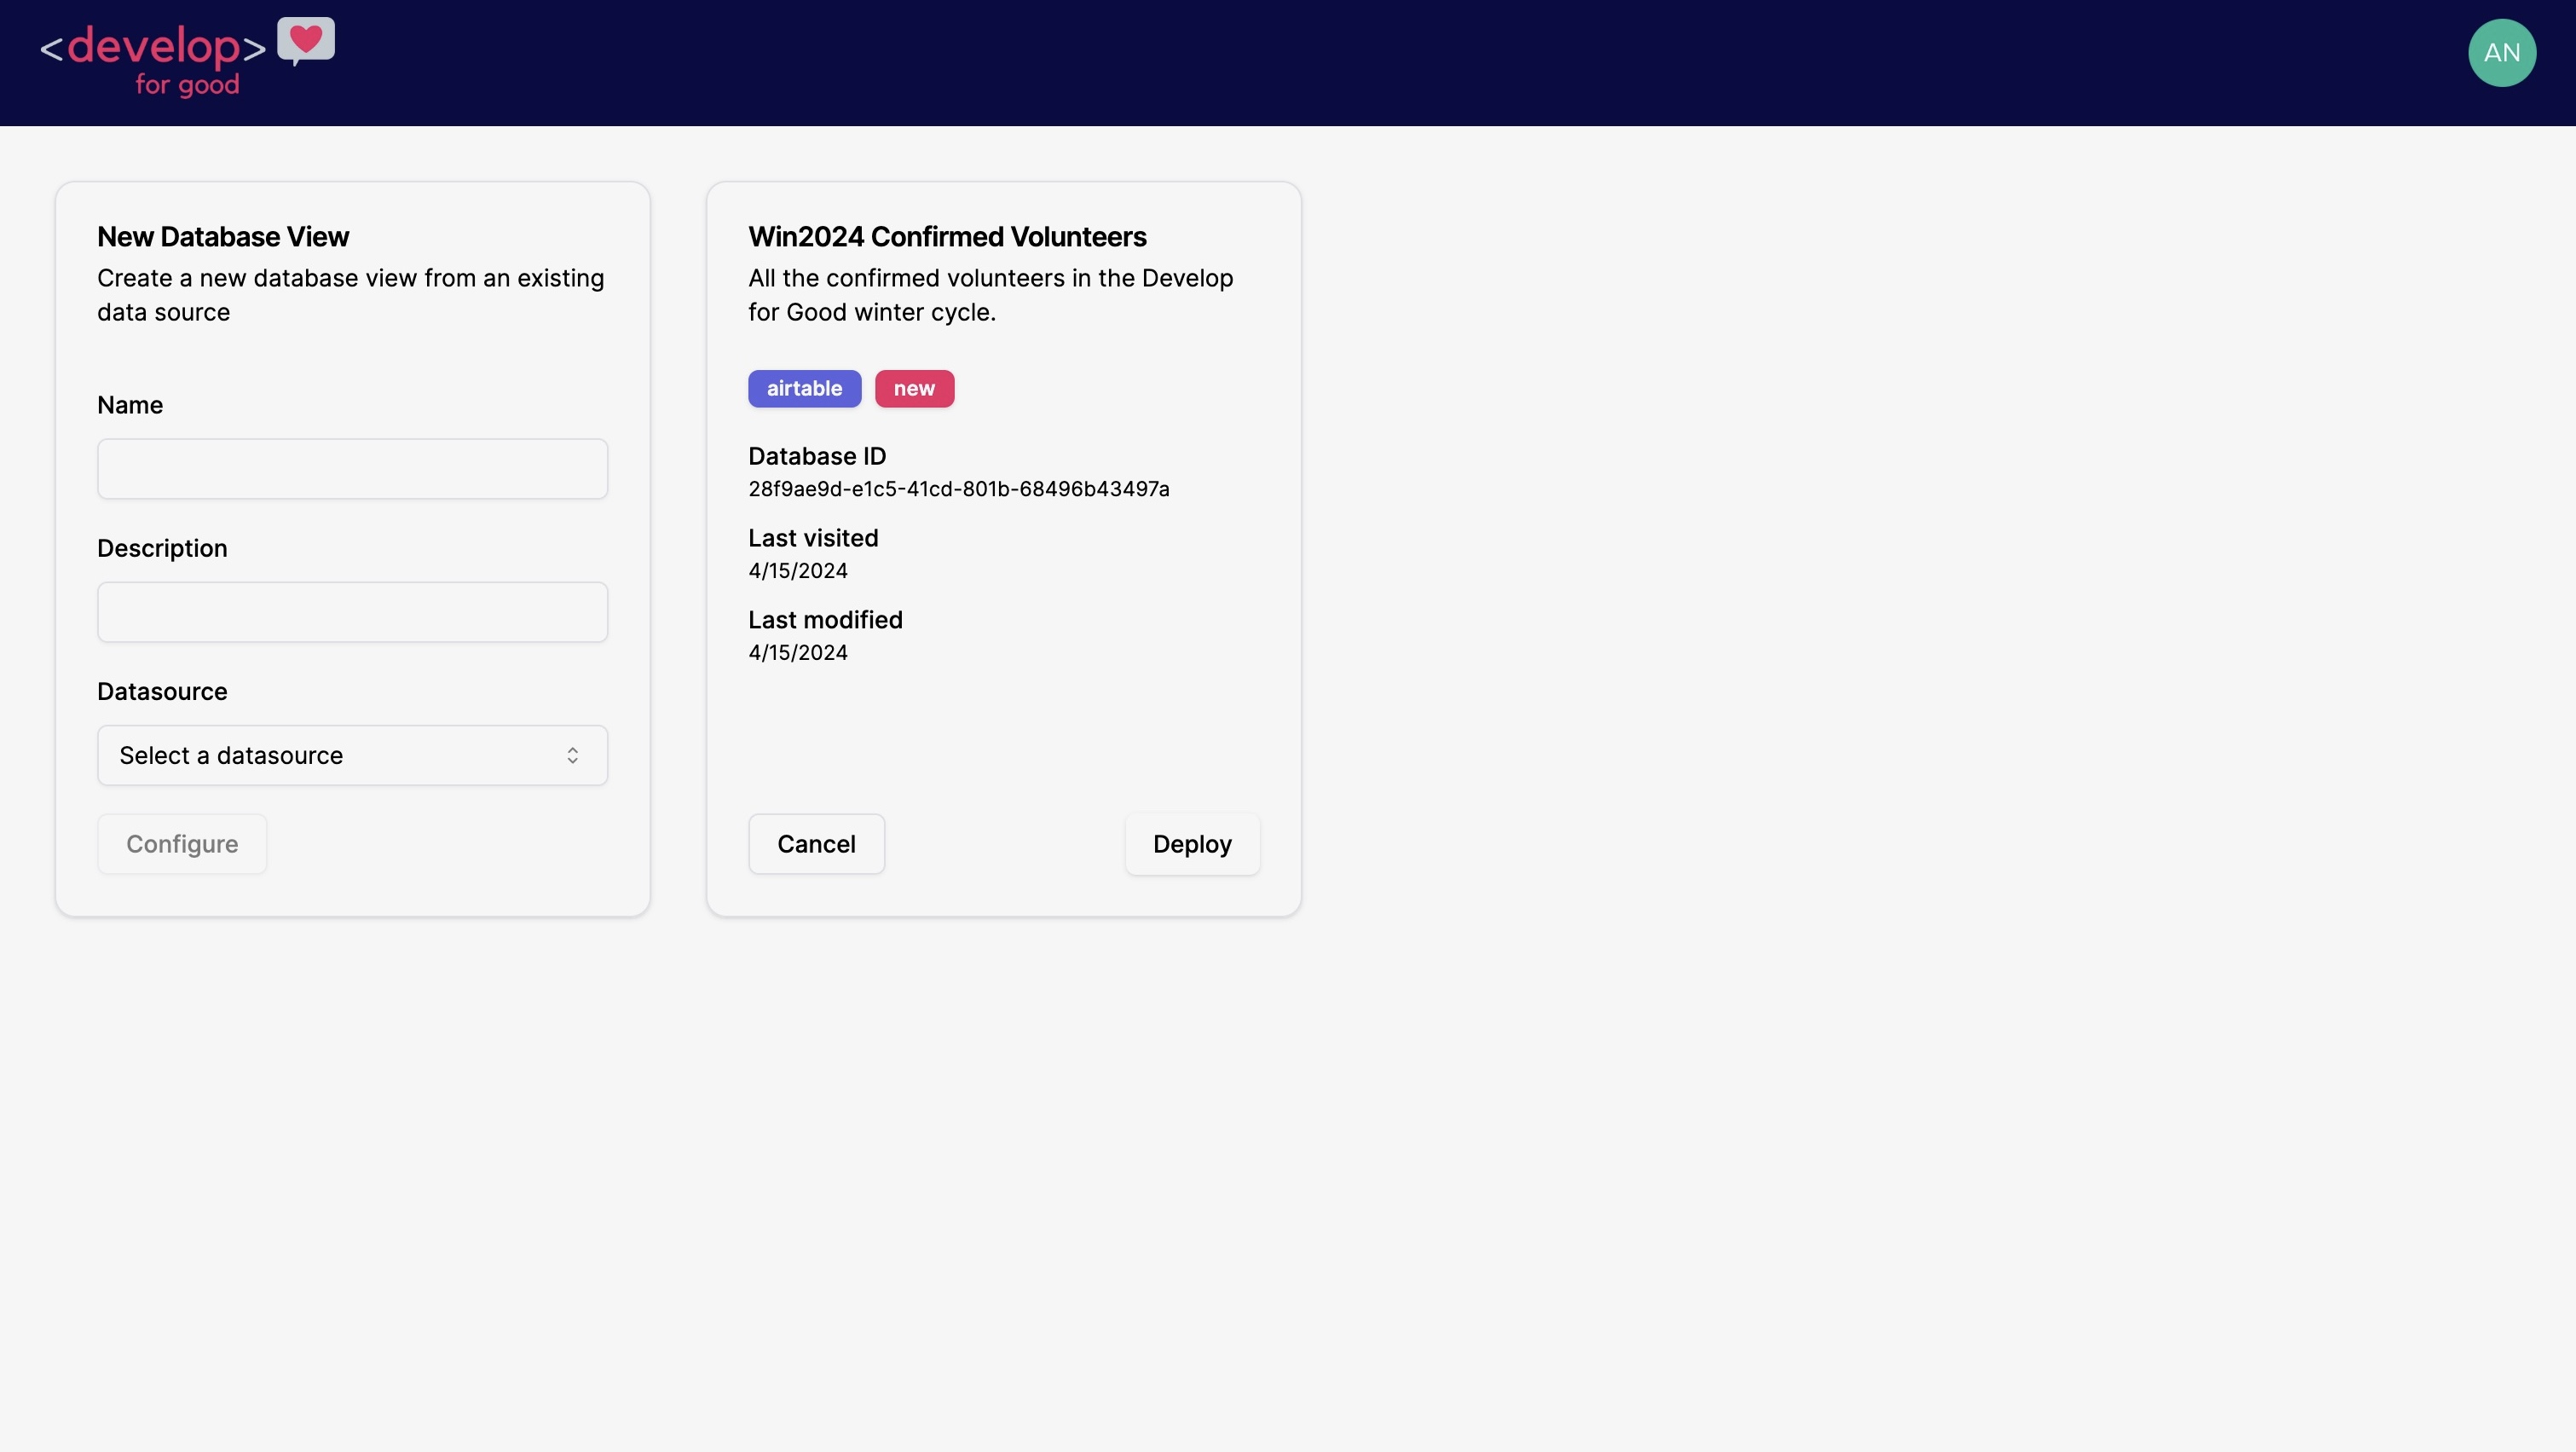 <develop>
for good
AN
New Database View
Create a new database view from an existing
data source
Name
Description
Datasource
Select a datasource
Configure
Win2024 Confirmed Volunteers
All the confirmed volunteers in the Develop
for Good winter cycle.
airtable new
Database ID
28f9ae9d-e1c5-41cd-801b-68496b43497a
Last visited
4/15/2024
Last modified
4/15/2024
Cancel Deploy